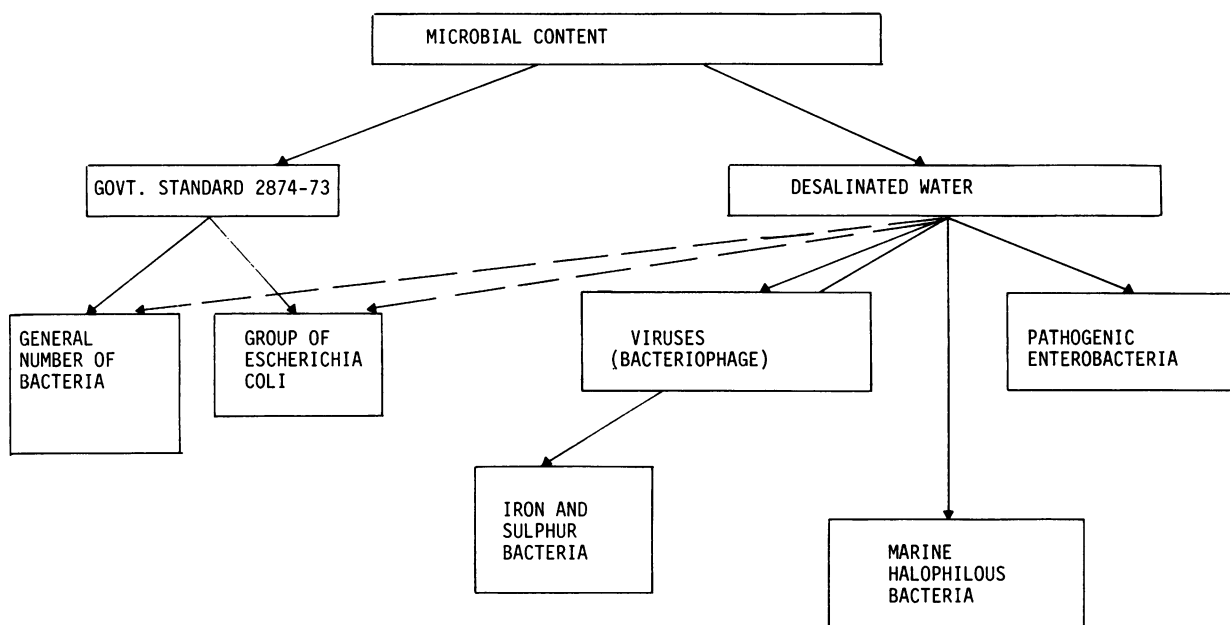 MICROBIAL CONTENT
GOVT. STANDARD 2874-73
DESALINATED WATER
GENERAL
NUMBER OF
BACTERIA
GROUP OF
ESCHERICHIA
COLI
VIRUSES
(BACTERIOPHAGE)
PATHOGENIC
ENTEROBACTERIA
IRON AND
SULPHUR
BACTERIA
MARINE
HALOPHILOUS
BACTERIA